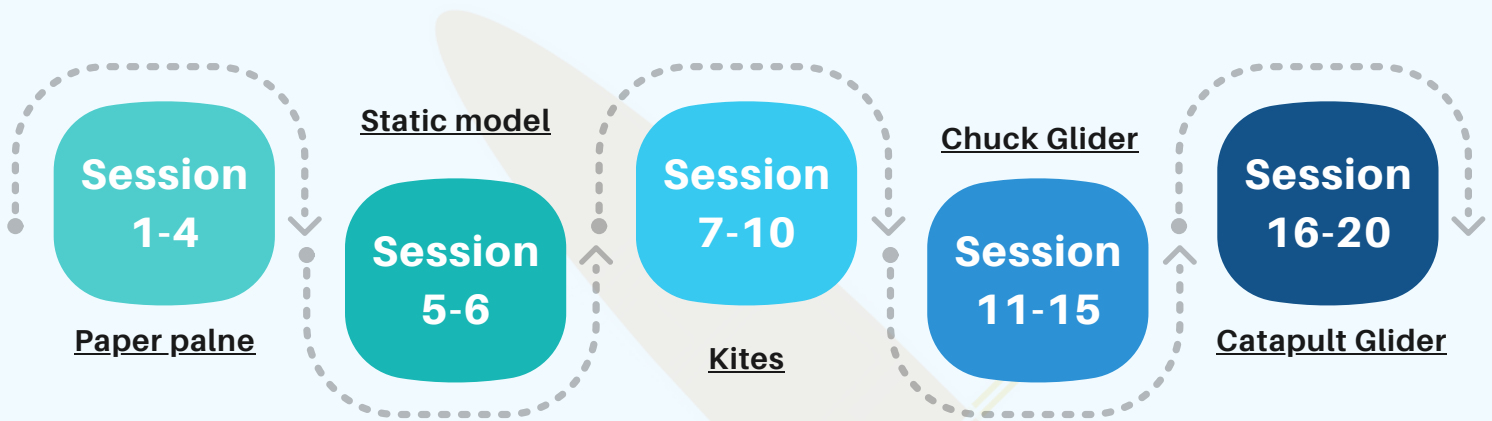 Session
1-4
Paper palne
Static model
Session
5-6
Session
7-10
Kites
Chuck Glider
Session
11-15
Session
16-20
Catapult Glider